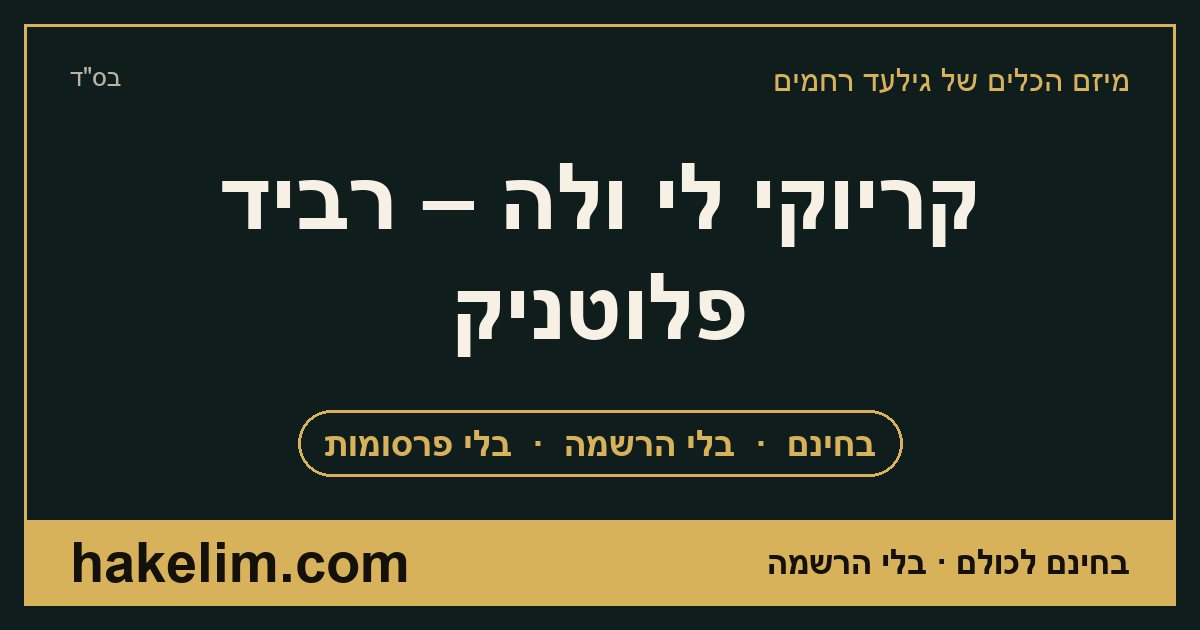 מיזם הכלים של גילעד רחמים
בס"ד
קריוקי לי ולה – רביד
פלוטניק
בחינם · בלי הרשמה · בלי פרסומות
בחינם לכולם · בלי הרשמה
hakelim.com